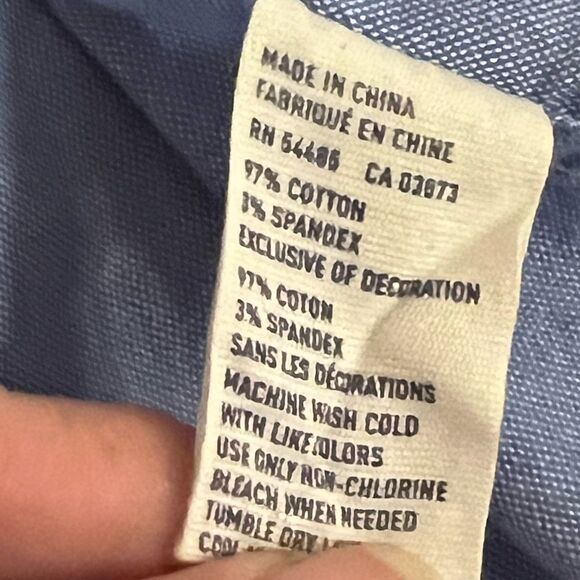 MADE IN CHINA
FABRIQUÉ EN CHINE
RN 54486 CA 03873
97% COTTON
3% SPANDEX
EXCLUSIVE OF DECORATION
97% COTON
3% SPANDEX
SANS LES DÉCORATIONS
MACHINE WASH COLD
WITH LIKE COLORS
USE ONLY NON-CHLORINE
BLEACH WHEN NEEDED
TUMBLE DRY